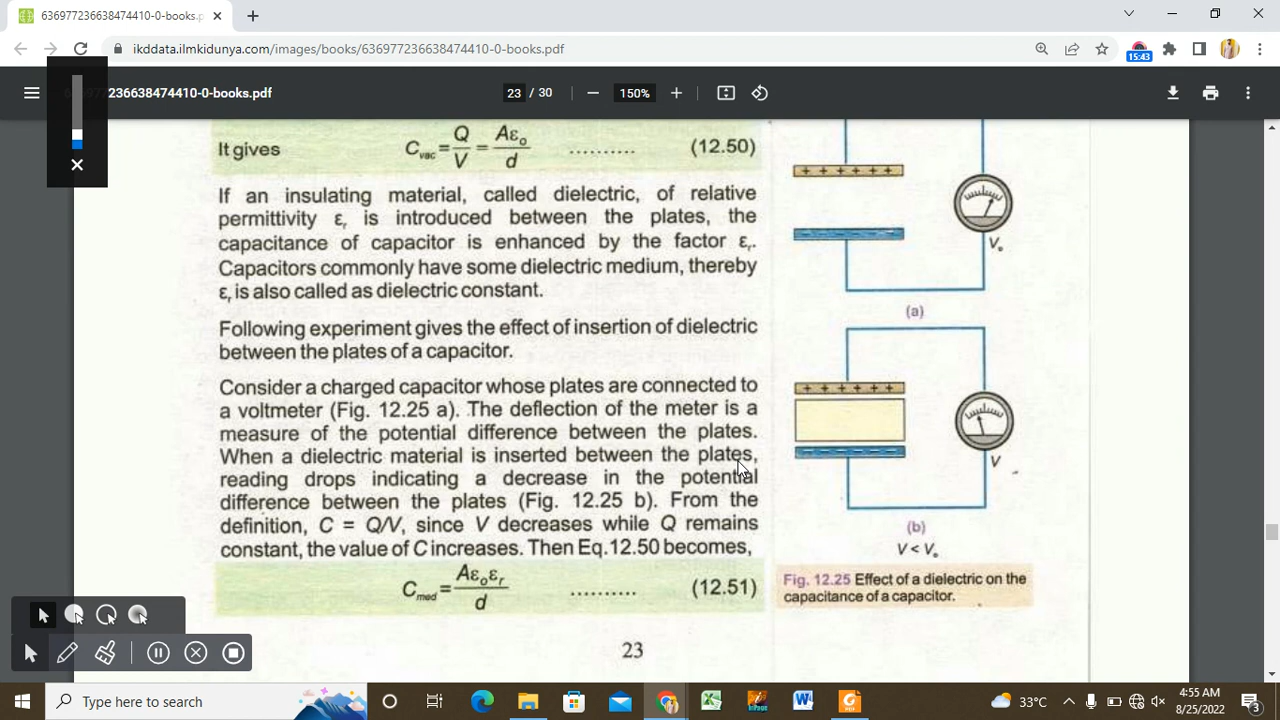 636977236638474410-0-books.p
ikddata.ilmkidunya.com/images/books/636977236638474410-0-books.pdf
15:43
236638474410-0-books.pdf
23 / 30
150%
It gives C_vac = Q/V = Aε_o/d .......... (12.50)
If an insulating material, called dielectric, of relative
permittivity ε_r is introduced between the plates, the
capacitance of capacitor is enhanced by the factor ε_r.
Capacitors commonly have some dielectric medium, thereby
ε_r is also called as dielectric constant.
Following experiment gives the effect of insertion of dielectric
between the plates of a capacitor.
Consider a charged capacitor whose plates are connected to
a voltmeter (Fig. 12.25 a). The deflection of the meter is a
measure of the potential difference between the plates.
When a dielectric material is inserted between the plates,
reading drops indicating a decrease in the potential
difference between the plates (Fig. 12.25 b). From the
definition, C = Q/V, since V decreases while Q remains
constant, the value of C increases. Then Eq.12.50 becomes,
C_med = Aε_oε_r/d .......... (12.51)
23
+ + + + + +
V_o
(a)
+ + + + + +
V
(b)
V < V_o
Fig. 12.25 Effect of a dielectric on the
capacitance of a capacitor.
Type here to search
33°C
4:55 AM
8/25/2022
3